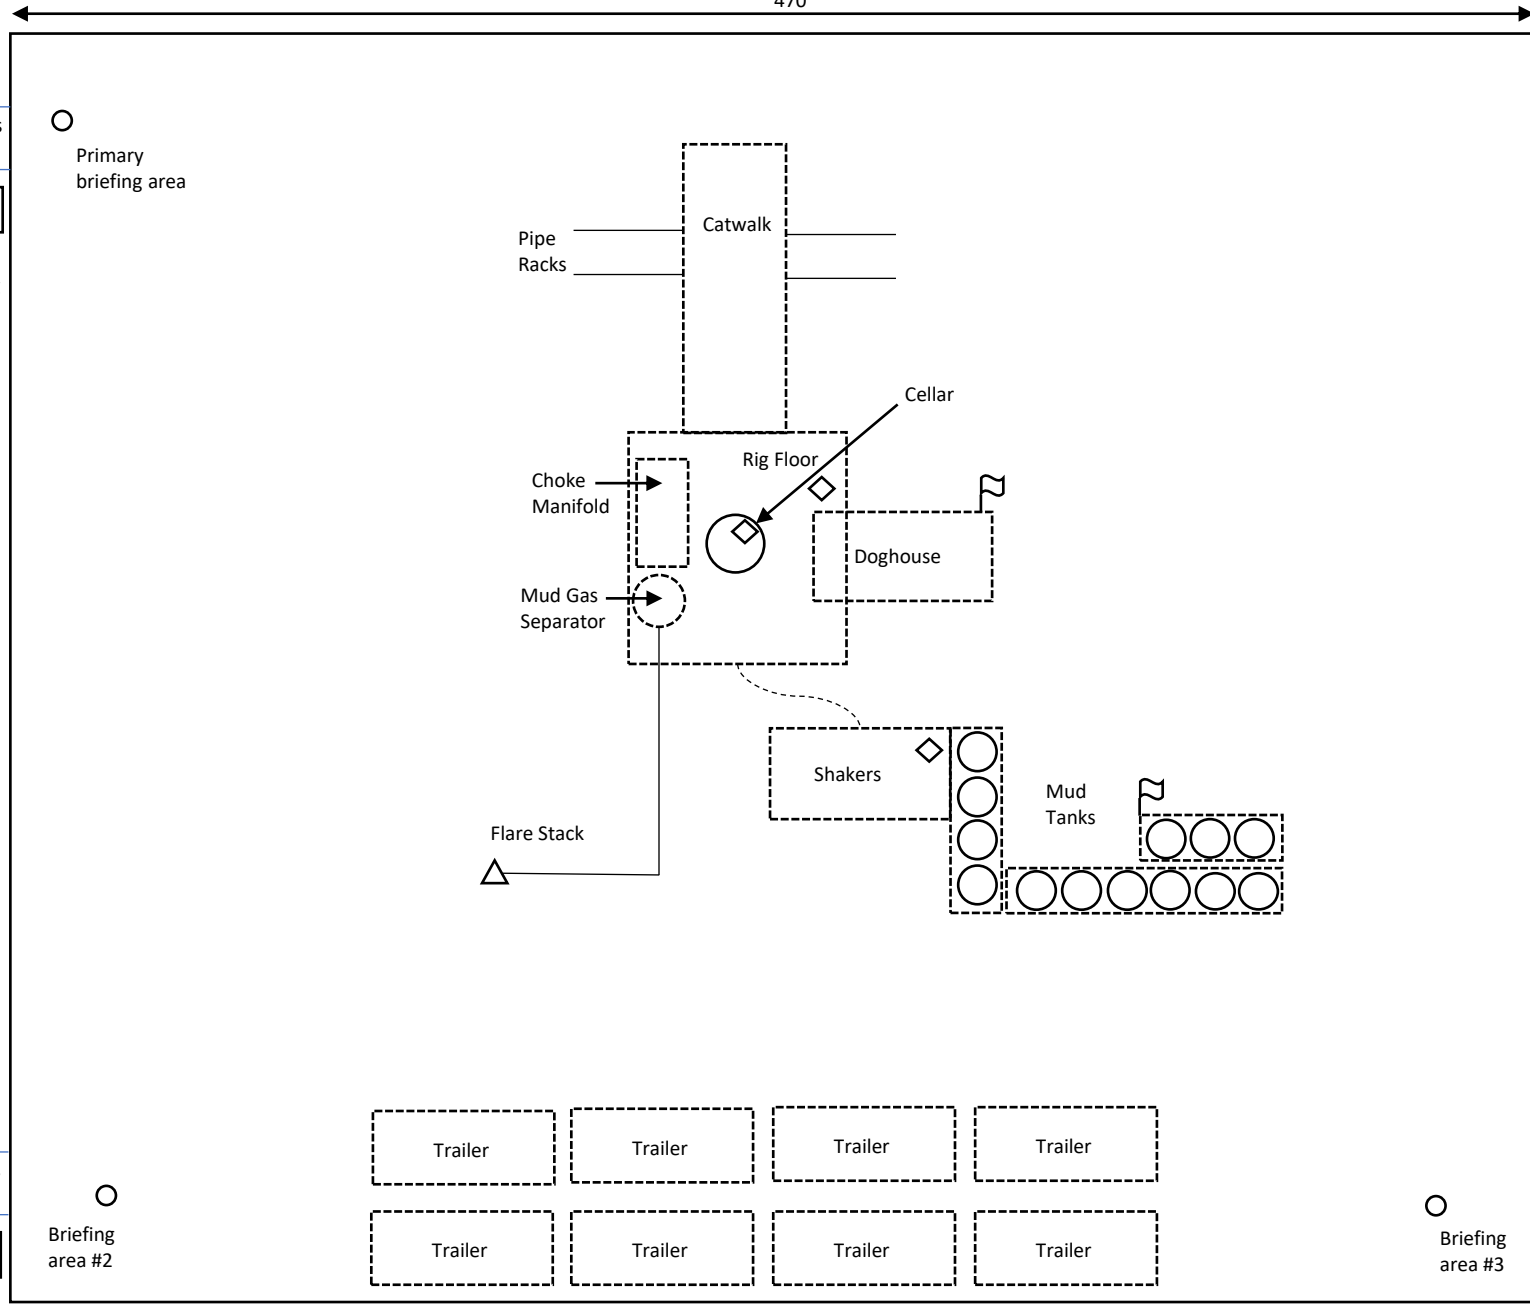 470
Primary
briefing area
Catwalk
Pipe
Racks
Cellar
Rig Floor
Choke
Manifold
Doghouse
Mud Gas
Separator
Shakers
Mud
Tanks
Flare Stack
Trailer
Trailer
Trailer
Trailer
Briefing
area #2
Trailer
Trailer
Trailer
Trailer
Briefing
area #3